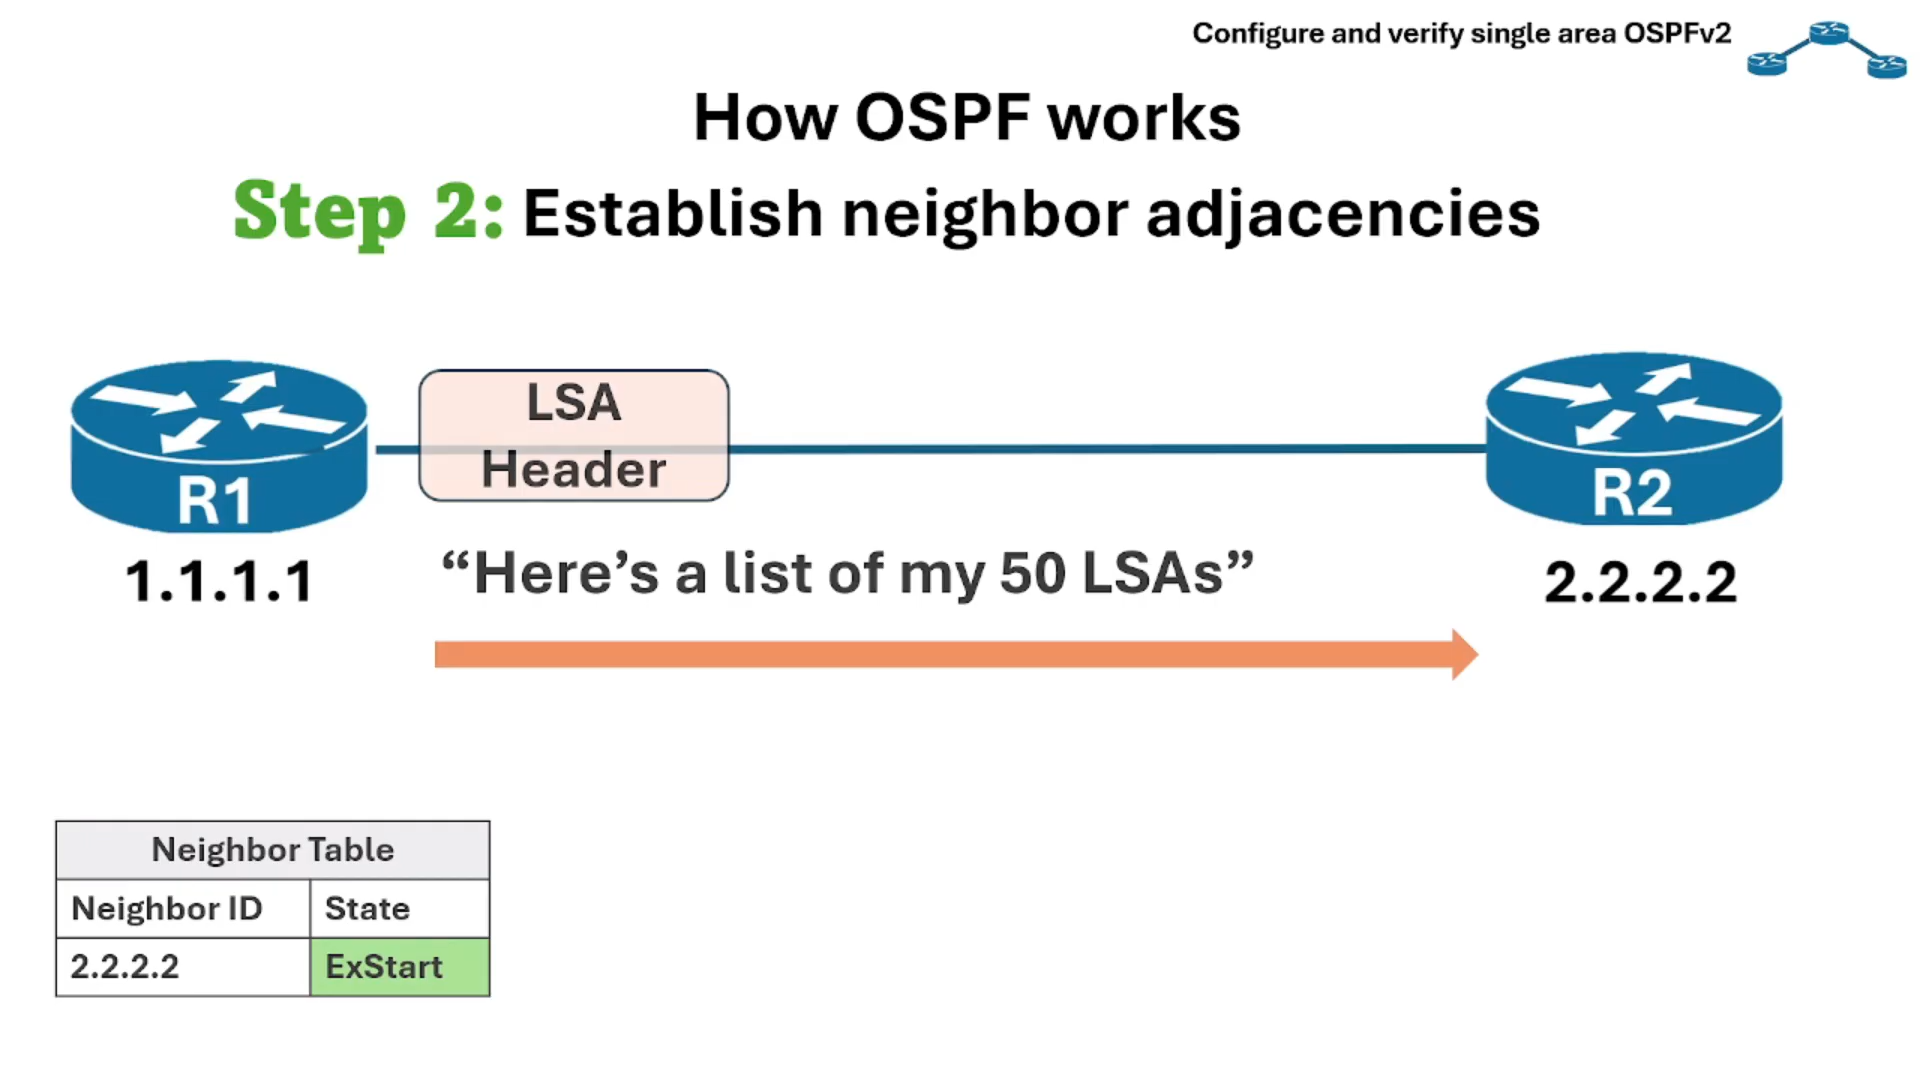 Configure and verify single area OSPFv2
How OSPF works
Step 2: Establish neighbor adjacencies
LSA
Header
R1
R2
1.1.1.1
“Here’s a list of my 50 LSAs”
2.2.2.2
Neighbor Table
Neighbor ID State
2.2.2.2 ExStart